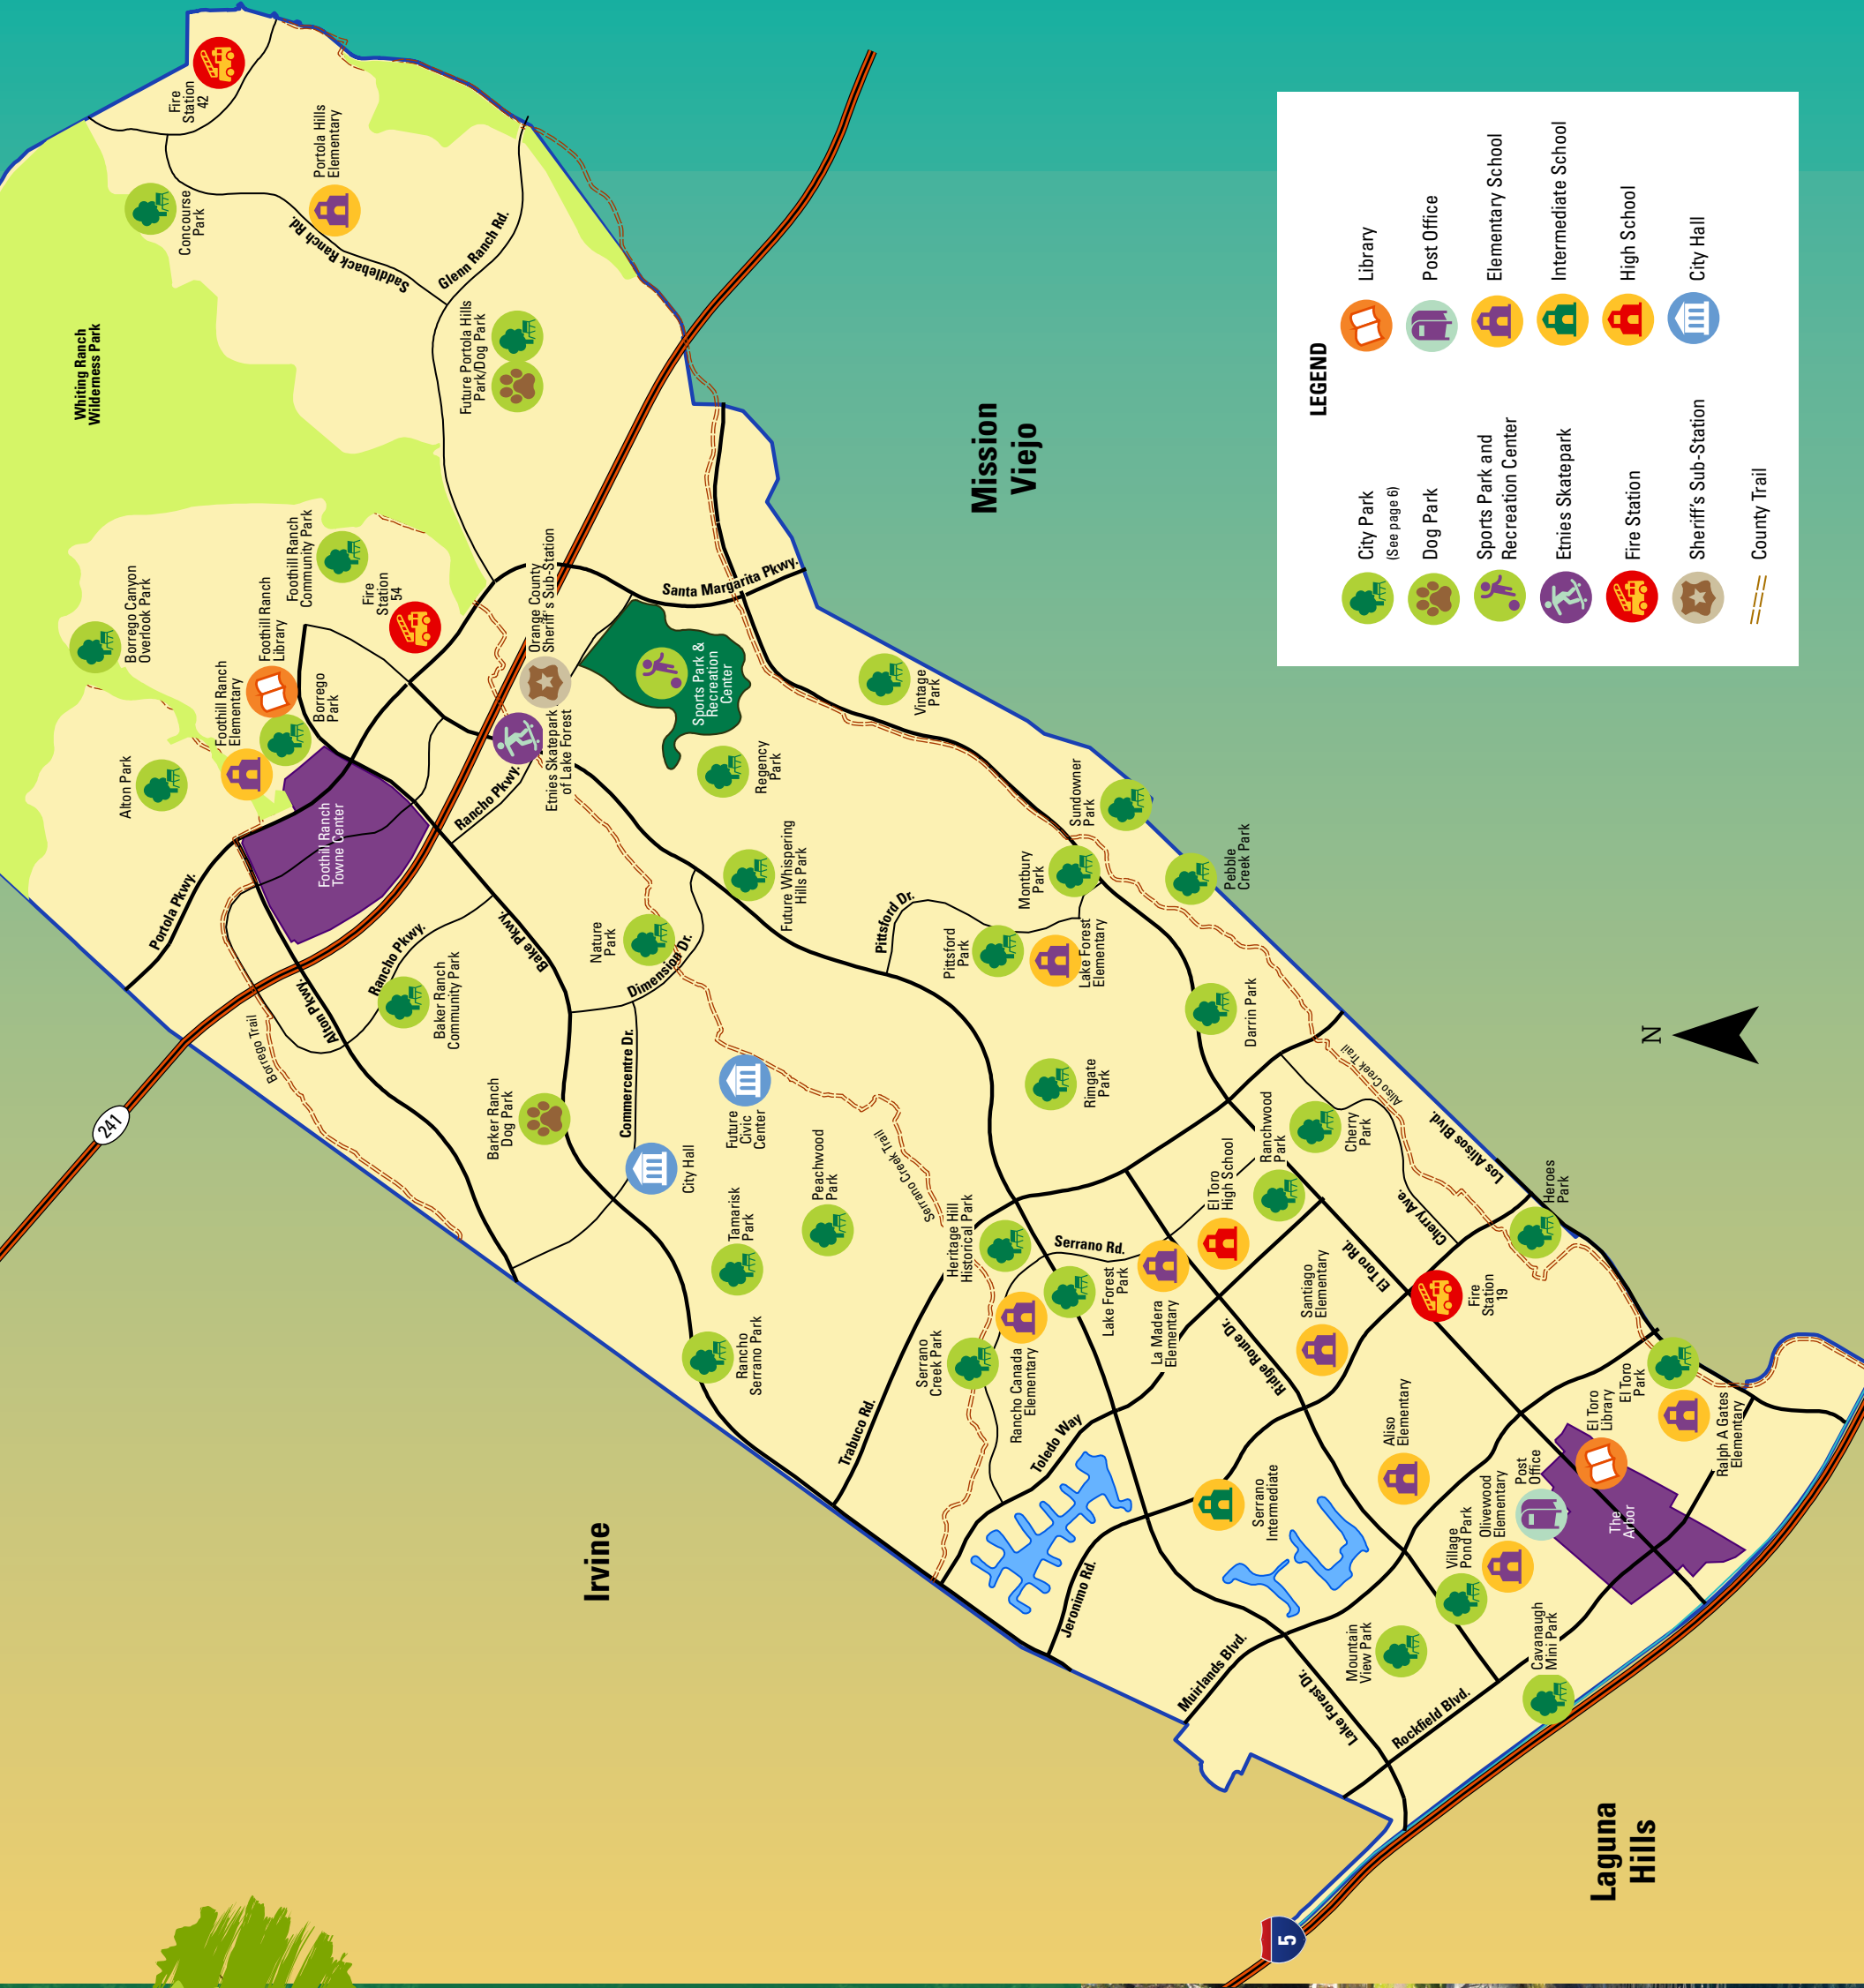 Whiting Ranch
Wilderness Park
Fire
Station
42
Concourse
Park
Portola Hills
Elementary
Saddleback Ranch Rd.
Glenn Ranch Rd.
Future Portola Hills
Park/Dog Park
Borrego Canyon
Overlook Park
Foothill Ranch
Community Park
Foothill Ranch
Library
Fire
Station
54
Foothill Ranch
Elementary
Borrego
Park
Alton Park
Foothill Ranch
Towne Center
Portola Pkwy.
Orange County
Sheriff's Sub-Station
Santa Margarita Pkwy.
Sports Park &
Recreation
Center
Etnies Skatepark
of Lake Forest
Rancho Pkwy.
Regency
Park
Vintage
Park
Mission
Viejo
241
Borrego Trail
Alton Pkwy.
Rancho Pkwy.
Baker Ranch
Community Park
Bake Pkwy.
Nature
Park
Dimension Dr.
Future Whispering
Hills Park
Commercentre Dr.
Barker Ranch
Dog Park
City Hall
Future
Civic
Center
Pittsford Dr.
Pittsford
Park
Lake Forest
Elementary
Montbury
Park
Sundowner
Park
Pebble
Creek Park
Darrin Park
Rimgate
Park
Tamarisk
Park
Peachwood
Park
Serrano Creek Trail
Rancho
Serrano Park
Heritage Hill
Historical Park
Serrano
Creek Park
Rancho Canada
Elementary
Serrano Rd.
Lake Forest
Park
La Madera
Elementary
El Toro
High School
Ranchwood
Park
Cherry
Park
Aliso Creek Trail
Los Alisos Blvd.
Cherry Ave.
Heroes
Park
El Toro Rd.
Ridge Route Dr.
Santiago
Elementary
Fire
Station
19
Trabuco Rd.
Toledo Way
Jeronimo Rd.
Serrano
Intermediate
Aliso
Elementary
El Toro
Park
El Toro
Library
Ralph A Gates
Elementary
Post
Office
Olivewood
Elementary
Village
Pond Park
The
Arbor
Cavanaugh
Mini Park
Mountain
View Park
Muirlands Blvd.
Lake Forest Dr.
Rockfield Blvd.
Irvine
Laguna
Hills
5
N
LEGEND
City Park
(See page 6)
Dog Park
Sports Park and
Recreation Center
Etnies Skatepark
Fire Station
Sheriff's Sub-Station
County Trail
Library
Post Office
Elementary School
Intermediate School
High School
City Hall